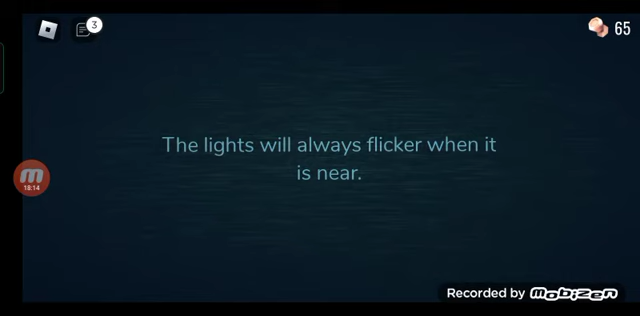 3
65
The lights will always flicker when it
is near.
18:14
Recorded by mobizen